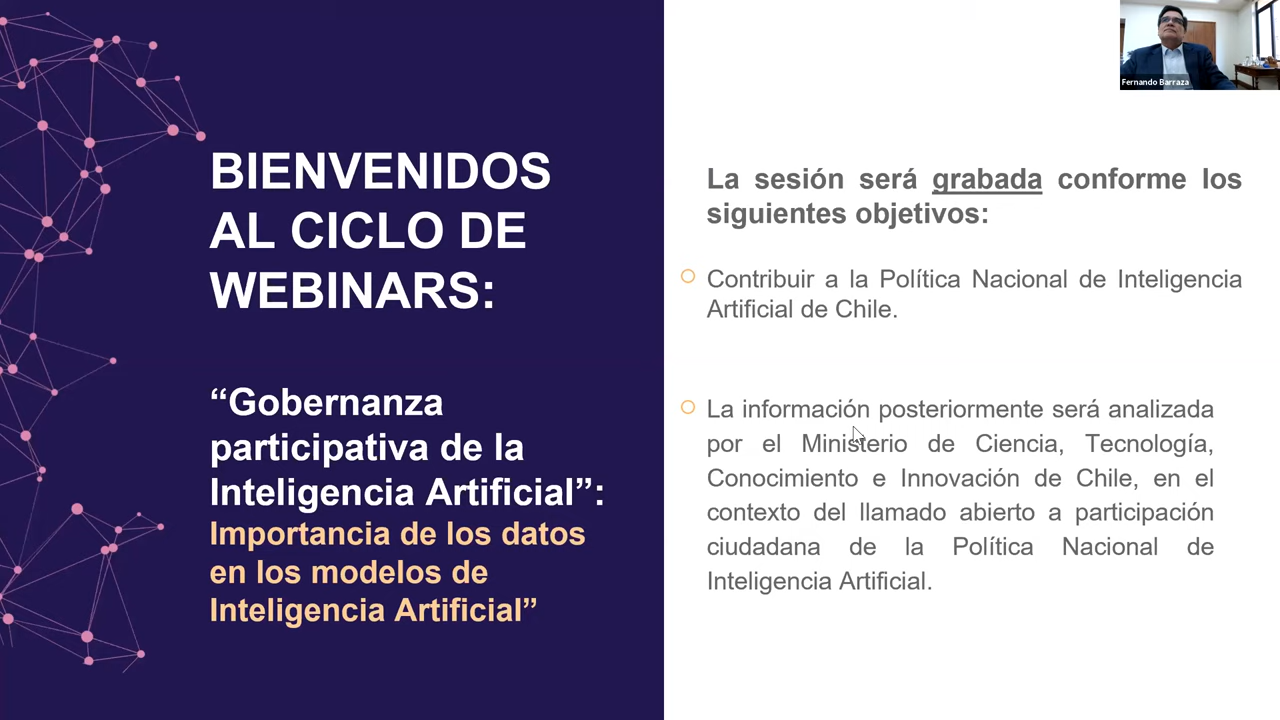 BIENVENIDOS
AL CICLO DE
WEBINARS:
“Gobernanza
participativa de la
Inteligencia Artificial”:
Importancia de los datos
en los modelos de
Inteligencia Artificial”
Fernando Barraza
La sesión será grabada conforme los
siguientes objetivos:
Contribuir a la Política Nacional de Inteligencia
Artificial de Chile.
La información posteriormente será analizada
por el Ministerio de Ciencia, Tecnología,
Conocimiento e Innovación de Chile, en el
contexto del llamado abierto a participación
ciudadana de la Política Nacional de
Inteligencia Artificial.